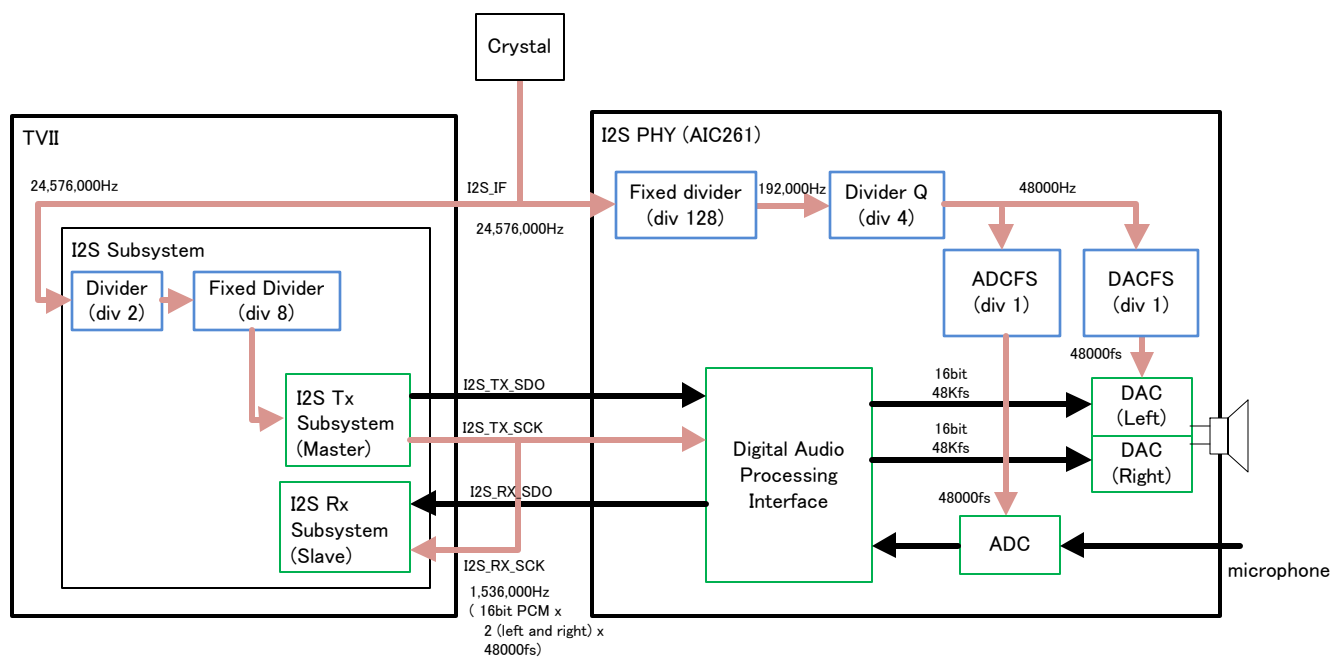 Crystal
TVII
24,576,000Hz
I2S_IF
24,576,000Hz
I2S Subsystem
Divider
(div 2)
Fixed Divider
(div 8)
I2S Tx
Subsystem
(Master)
I2S Rx
Subsystem
(Slave)
I2S_TX_SDO
I2S_TX_SCK
I2S_RX_SDO
I2S_RX_SCK
1,536,000Hz
( 16bit PCM x
2 (left and right) x
48000fs)
I2S PHY (AIC261)
Fixed divider
(div 128)
192,000Hz
Divider Q
(div 4)
48000Hz
ADCFS
(div 1)
DACFS
(div 1)
48000fs
Digital Audio
Processing
Interface
16bit
48Kfs
16bit
48Kfs
DAC
(Left)
DAC
(Right)
48000fs
ADC
microphone